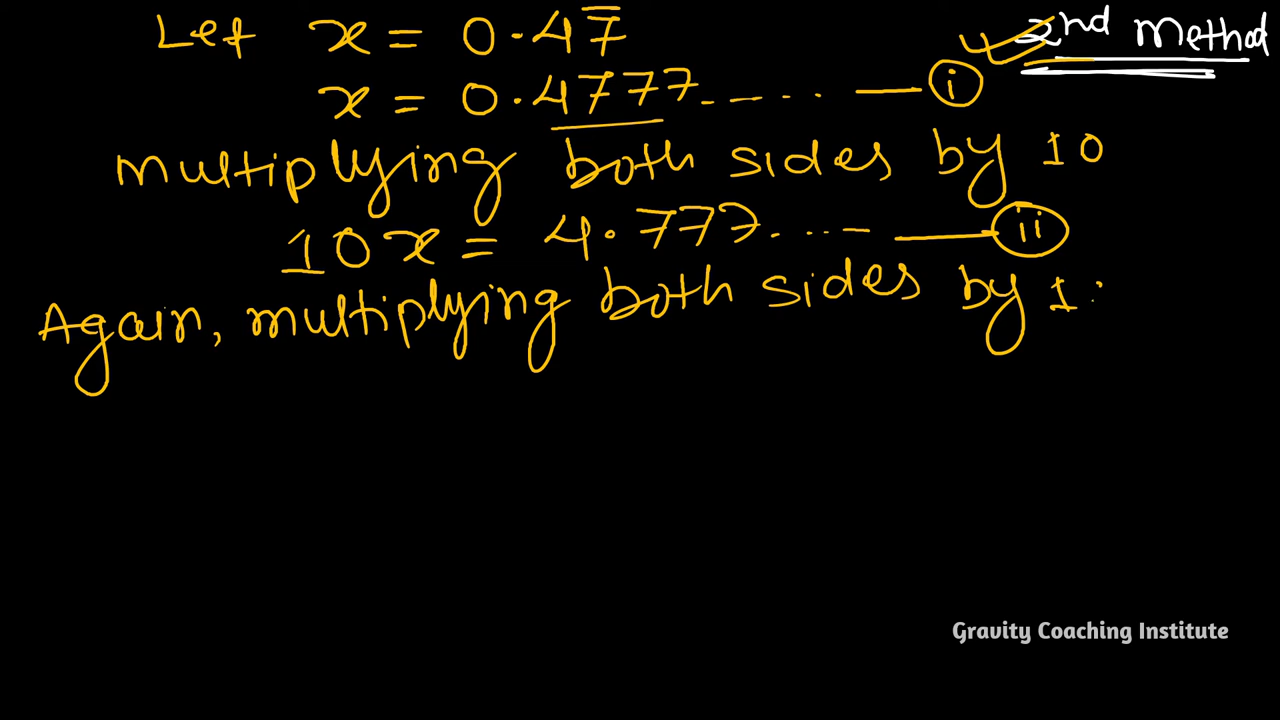 Let x = 0.47̅
2nd Method
x = 0.4777..... — (i)
Multiplying both sides by 10
10x = 4.777..... — (ii)
Again, multiplying both sides by 1
Gravity Coaching Institute